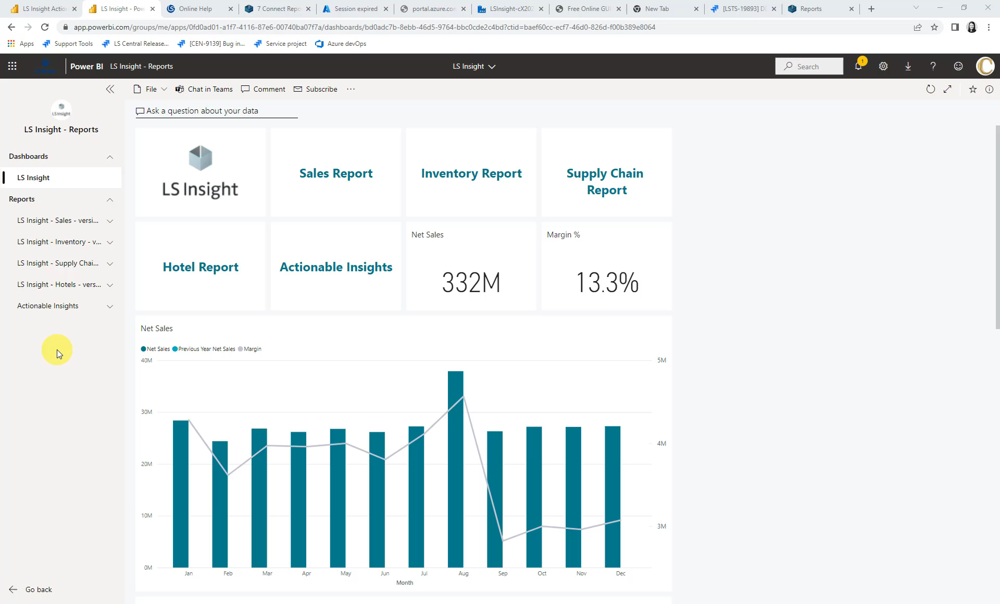 LS Insight Actio
LS Insight - Pow
Online Help
7 Connect Repo
Session expired
portal.azure.com
LSInsight-cX202
Free Online GUI
New Tab
[LSTS-19893] D
Reports
app.powerbi.com/groups/me/apps/0fd0ad01-a1f7-4116-87e6-00740ba07f7a/dashboards/bd0adc7b-8ebb-46d5-9764-bbc0cde2c4bd?ctid=baef60cc-ecf7-46d0-826d-f00b389e8064
Apps
Support Tools
LS Central Release...
[CEN-9139] Bug in...
Service project
Azure devOps
Power BI LS Insight - Reports
LS Insight
Search
1
File
Chat in Teams
Comment
Subscribe
LS Insight
LS Insight - Reports
Dashboards
LS Insight
Reports
LS Insight - Sales - versi...
LS Insight - Inventory - v...
LS Insight - Supply Chai...
LS Insight - Hotels - vers...
Actionable Insights
Go back
Ask a question about your data
LS Insight
Sales Report
Inventory Report
Supply Chain
Report
Hotel Report
Actionable Insights
Net Sales
332M
Margin %
13.3%
Net Sales
Net Sales Previous Year Net Sales Margin
40M
30M
20M
10M
0M
5M
4M
3M
Jan Feb Mar Apr May Jun Jul Aug Sep Oct Nov Dec
Month